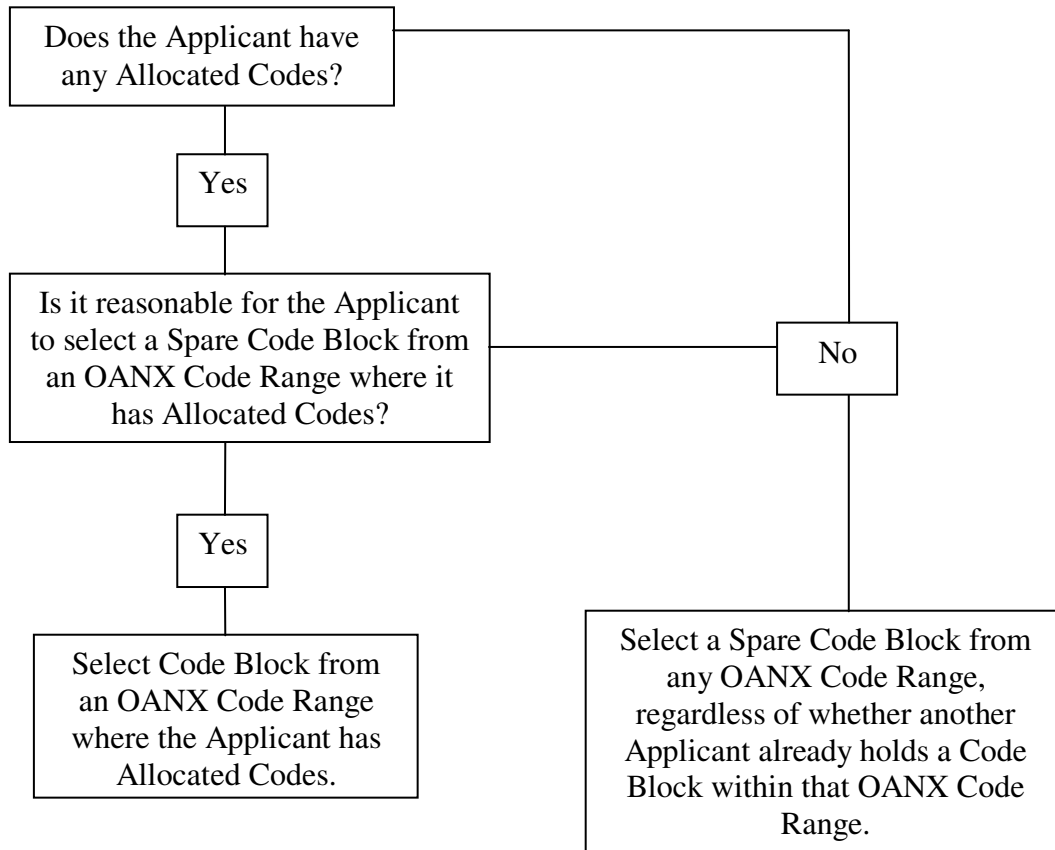 Does the Applicant have
any Allocated Codes?
Yes
Is it reasonable for the Applicant
to select a Spare Code Block from
an OANX Code Range where it
has Allocated Codes?
No
Yes
Select Code Block from
an OANX Code Range
where the Applicant has
Allocated Codes.
Select a Spare Code Block from
any OANX Code Range,
regardless of whether another
Applicant already holds a Code
Block within that OANX Code
Range.